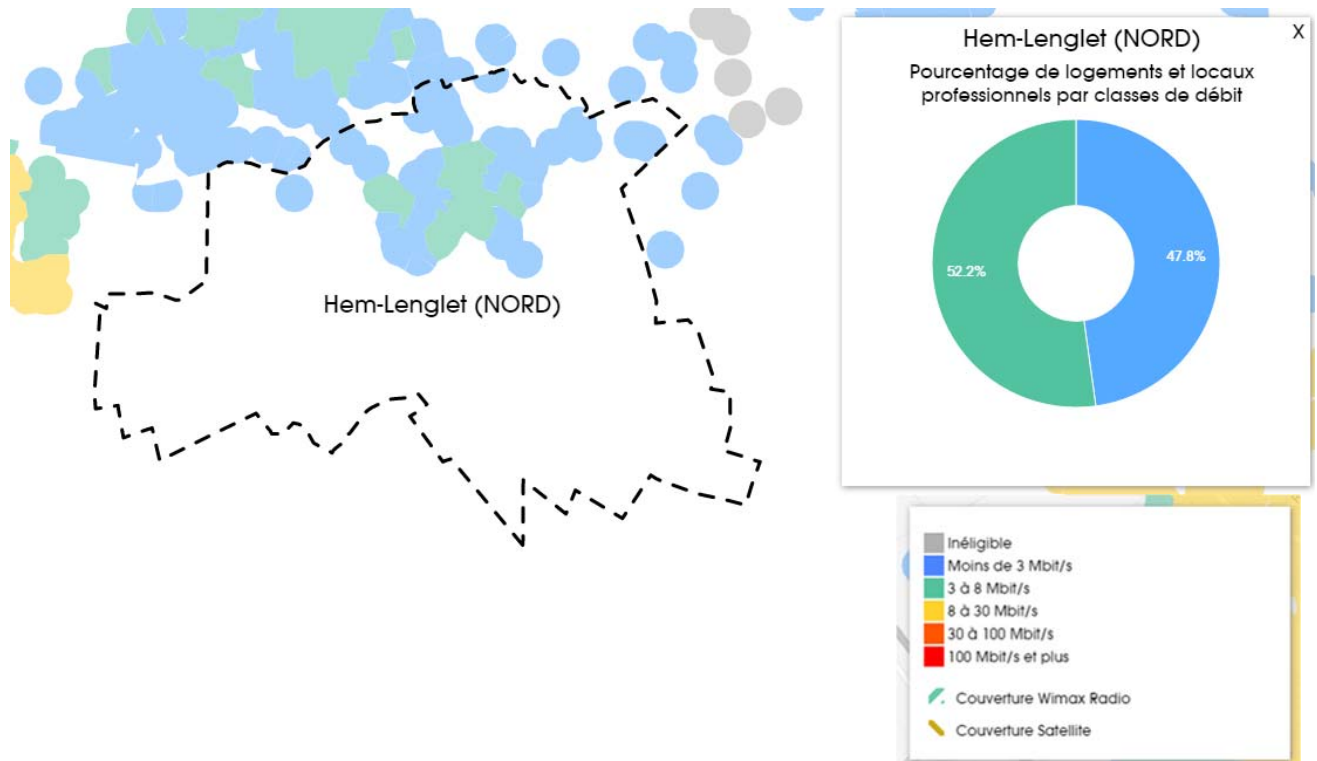 Hem-Lenglet (NORD)
Hem-Lenglet (NORD)
X
Pourcentage de logements et locaux
professionnels par classes de débit
52.2%
47.8%
Inéligible
Moins de 3 Mbit/s
3 à 8 Mbit/s
8 à 30 Mbit/s
30 à 100 Mbit/s
100 Mbit/s et plus
Couverture Wimax Radio
Couverture Satellite